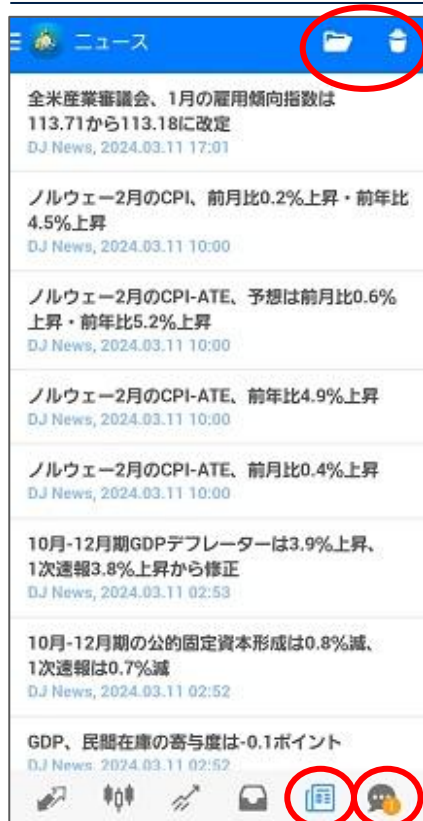 ニュース
全米産業審議会、1月の雇用傾向指数は
113.71から113.18に改定
DJ News, 2024.03.11 17:01
ノルウェー2月のCPI、前月比0.2%上昇・前年比
4.5%上昇
DJ News, 2024.03.11 10:00
ノルウェー2月のCPI-ATE、予想は前月比0.6%
上昇・前年比5.2%上昇
DJ News, 2024.03.11 10:00
ノルウェー2月のCPI-ATE、前年比4.9%上昇
DJ News, 2024.03.11 10:00
ノルウェー2月のCPI-ATE、前月比0.4%上昇
DJ News, 2024.03.11 10:00
10月-12月期GDPデフレーターは3.9%上昇、
1次速報3.8%上昇から修正
DJ News, 2024.03.11 02:53
10月-12月期の公的固定資本形成は0.8%減、
1次速報は0.7%減
DJ News, 2024.03.11 02:52
GDP、民間在庫の寄与度は-0.1ポイント
DJ News, 2024.03.11 02:52